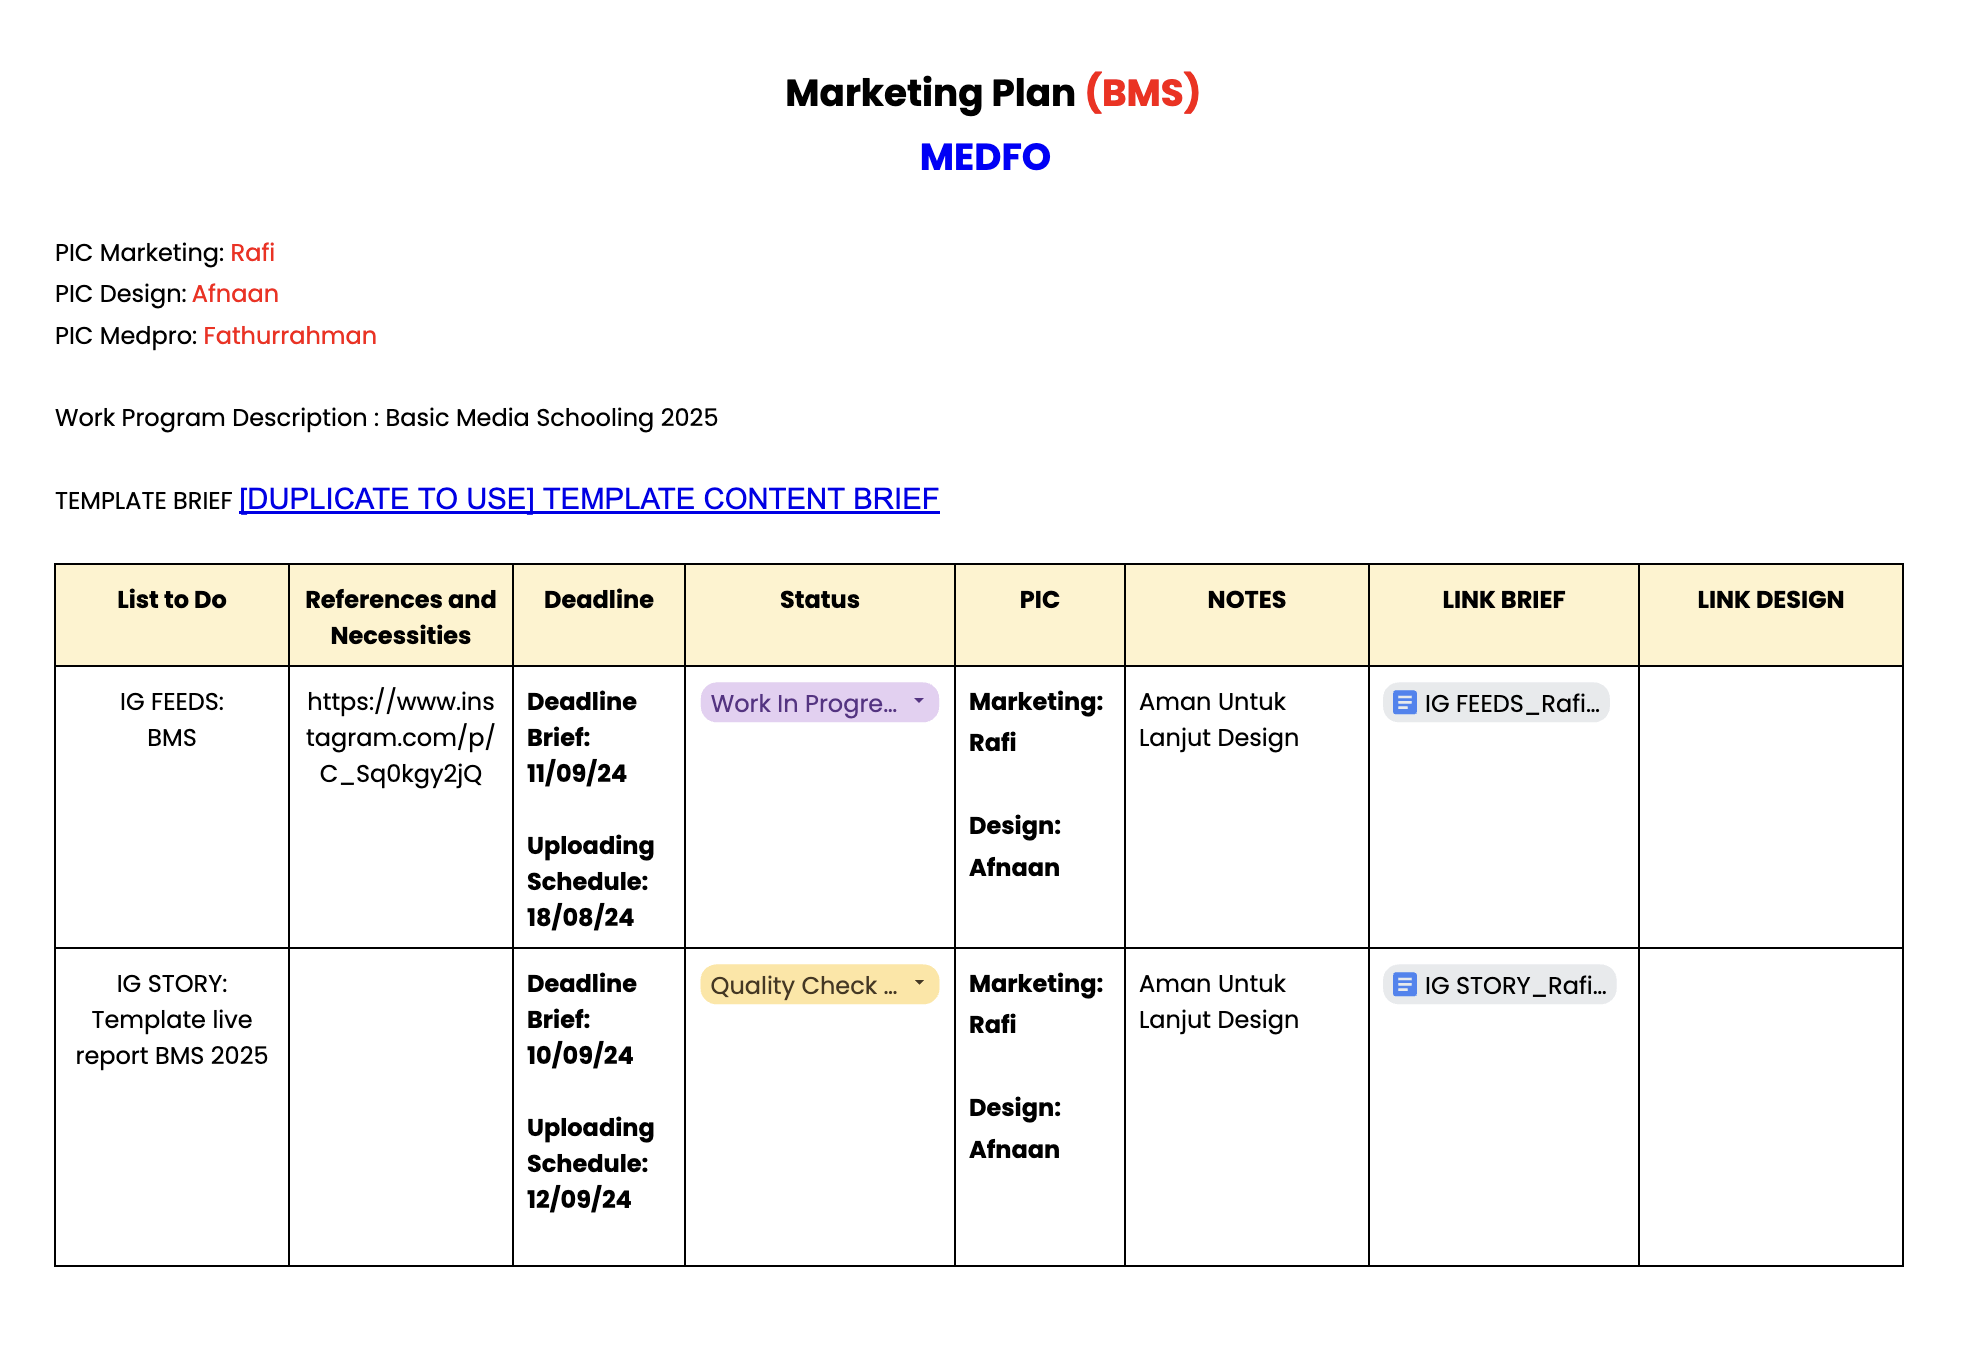 Marketing Plan (BMS)
MEDFO
PIC Marketing: Rafi
PIC Design: Afnaan
PIC Medpro: Fathurrahman
Work Program Description : Basic Media Schooling 2025
TEMPLATE BRIEF [DUPLICATE TO USE] TEMPLATE CONTENT BRIEF
List to Do
References and
Necessities
Deadline
Status
PIC
NOTES
LINK BRIEF
LINK DESIGN
IG FEEDS:
BMS
https://www.ins
tagram.com/p/
C_Sq0kgy2jQ
Deadline
Brief:
11/09/24
Uploading
Schedule:
18/08/24
Work In Progre...
Marketing:
Rafi
Design:
Afnaan
Aman Untuk
Lanjut Design
IG FEEDS_Rafi...
IG STORY:
Template live
report BMS 2025
Deadline
Brief:
10/09/24
Uploading
Schedule:
12/09/24
Quality Check ...
Marketing:
Rafi
Design:
Afnaan
Aman Untuk
Lanjut Design
IG STORY_Rafi...